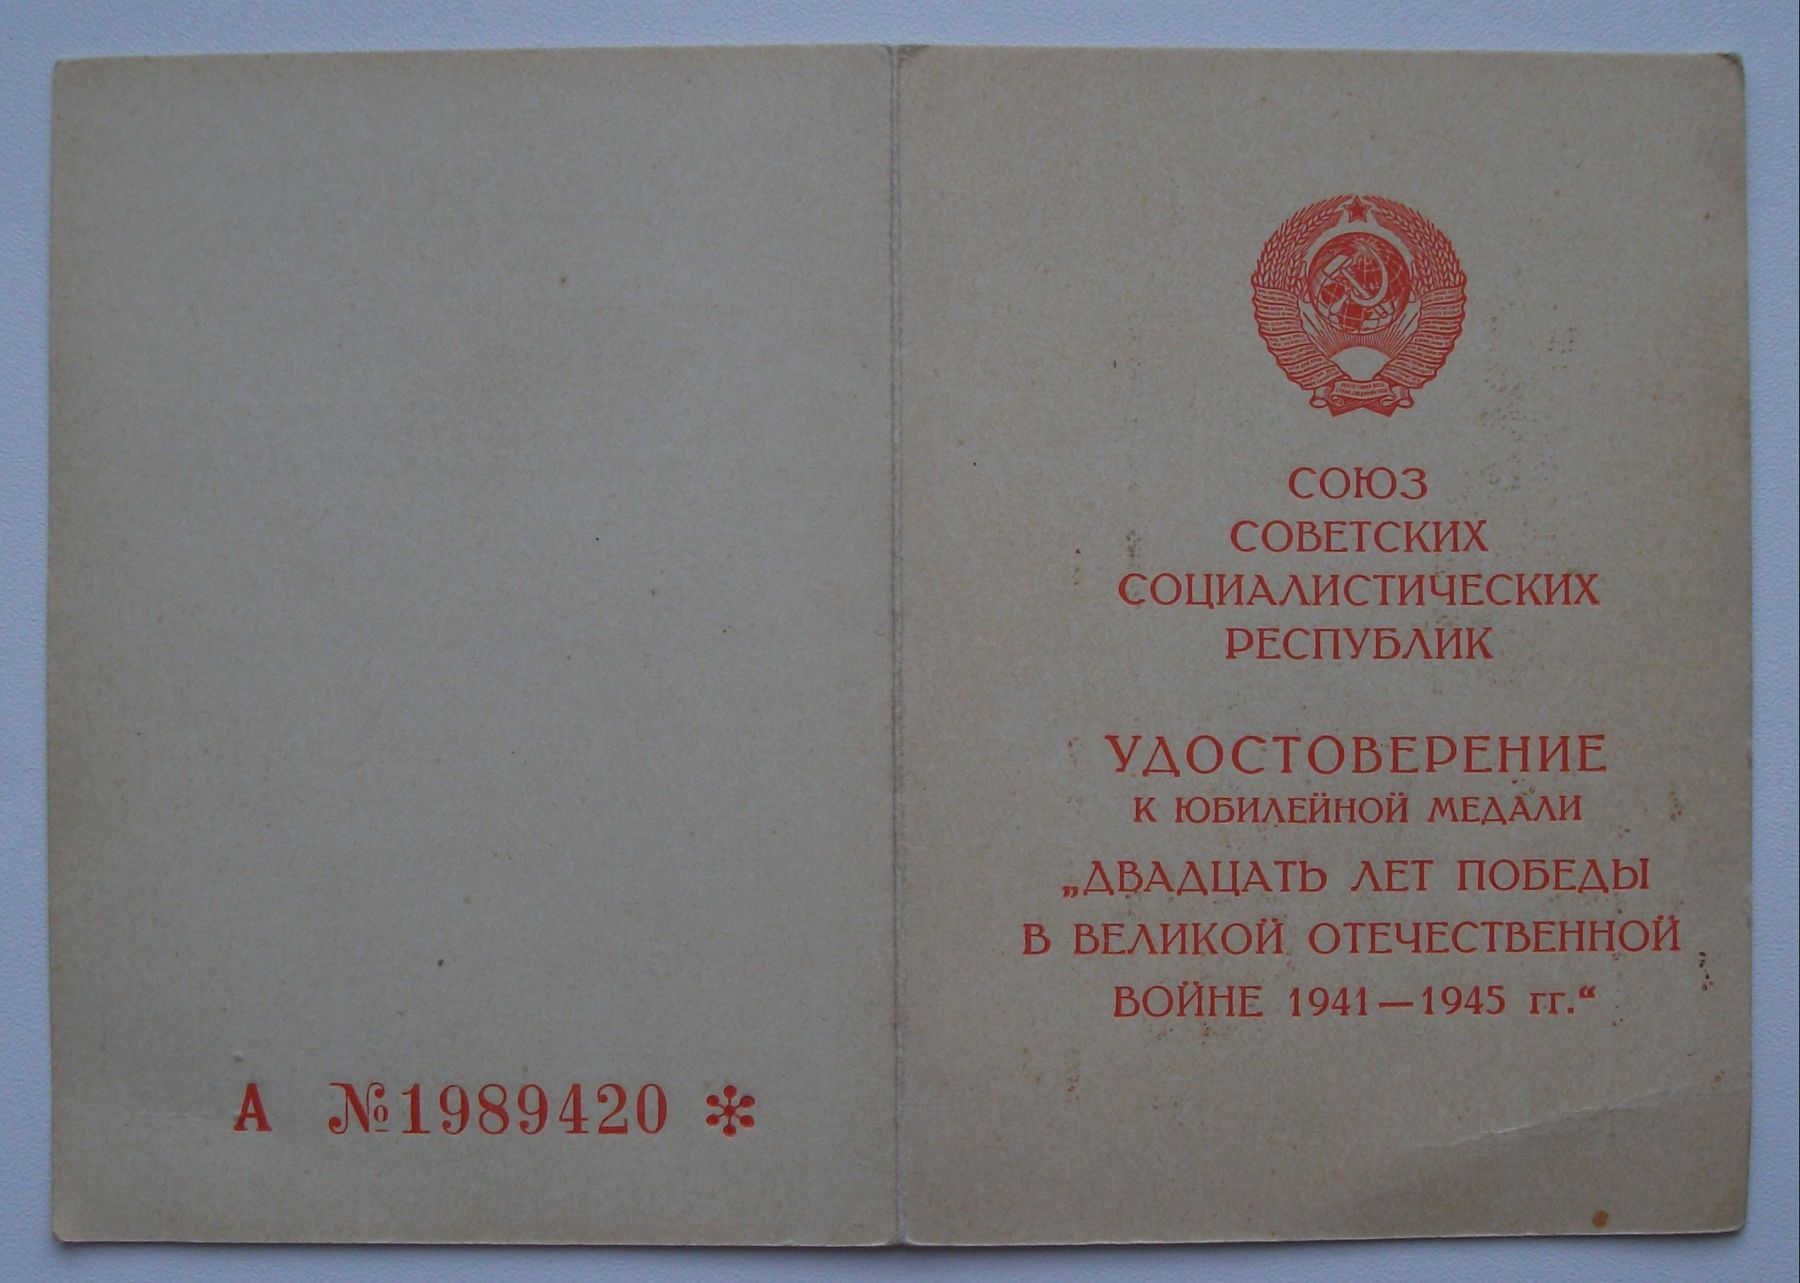 А №1989420
СОЮЗ
СОВЕТСКИХ
СОЦИАЛИСТИЧЕСКИХ
РЕСПУБЛИК
УДОСТОВЕРЕНИЕ
К ЮБИЛЕЙНОЙ МЕДАЛИ
„ДВАДЦАТЬ ЛЕТ ПОБЕДЫ
В ВЕЛИКОЙ ОТЕЧЕСТВЕННОЙ
ВОЙНЕ 1941—1945 гг.“